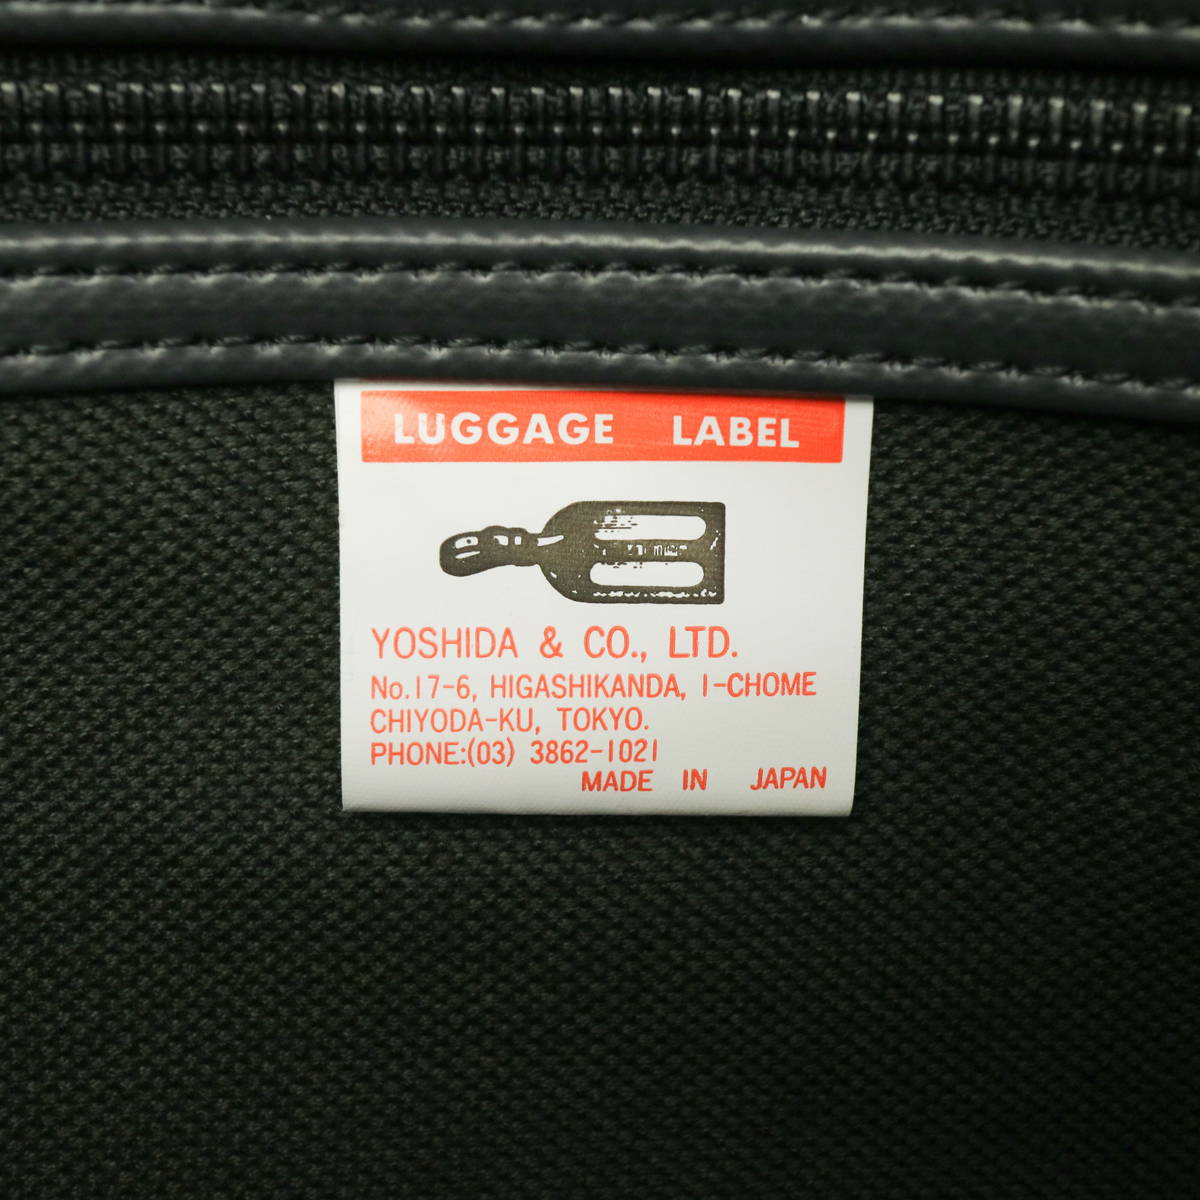 LUGGAGE LABEL
YOSHIDA & CO., LTD.
No.17-6, HIGASHIKANDA, 1-CHOME
CHIYODA-KU, TOKYO.
PHONE:(03) 3862-1021
MADE IN JAPAN